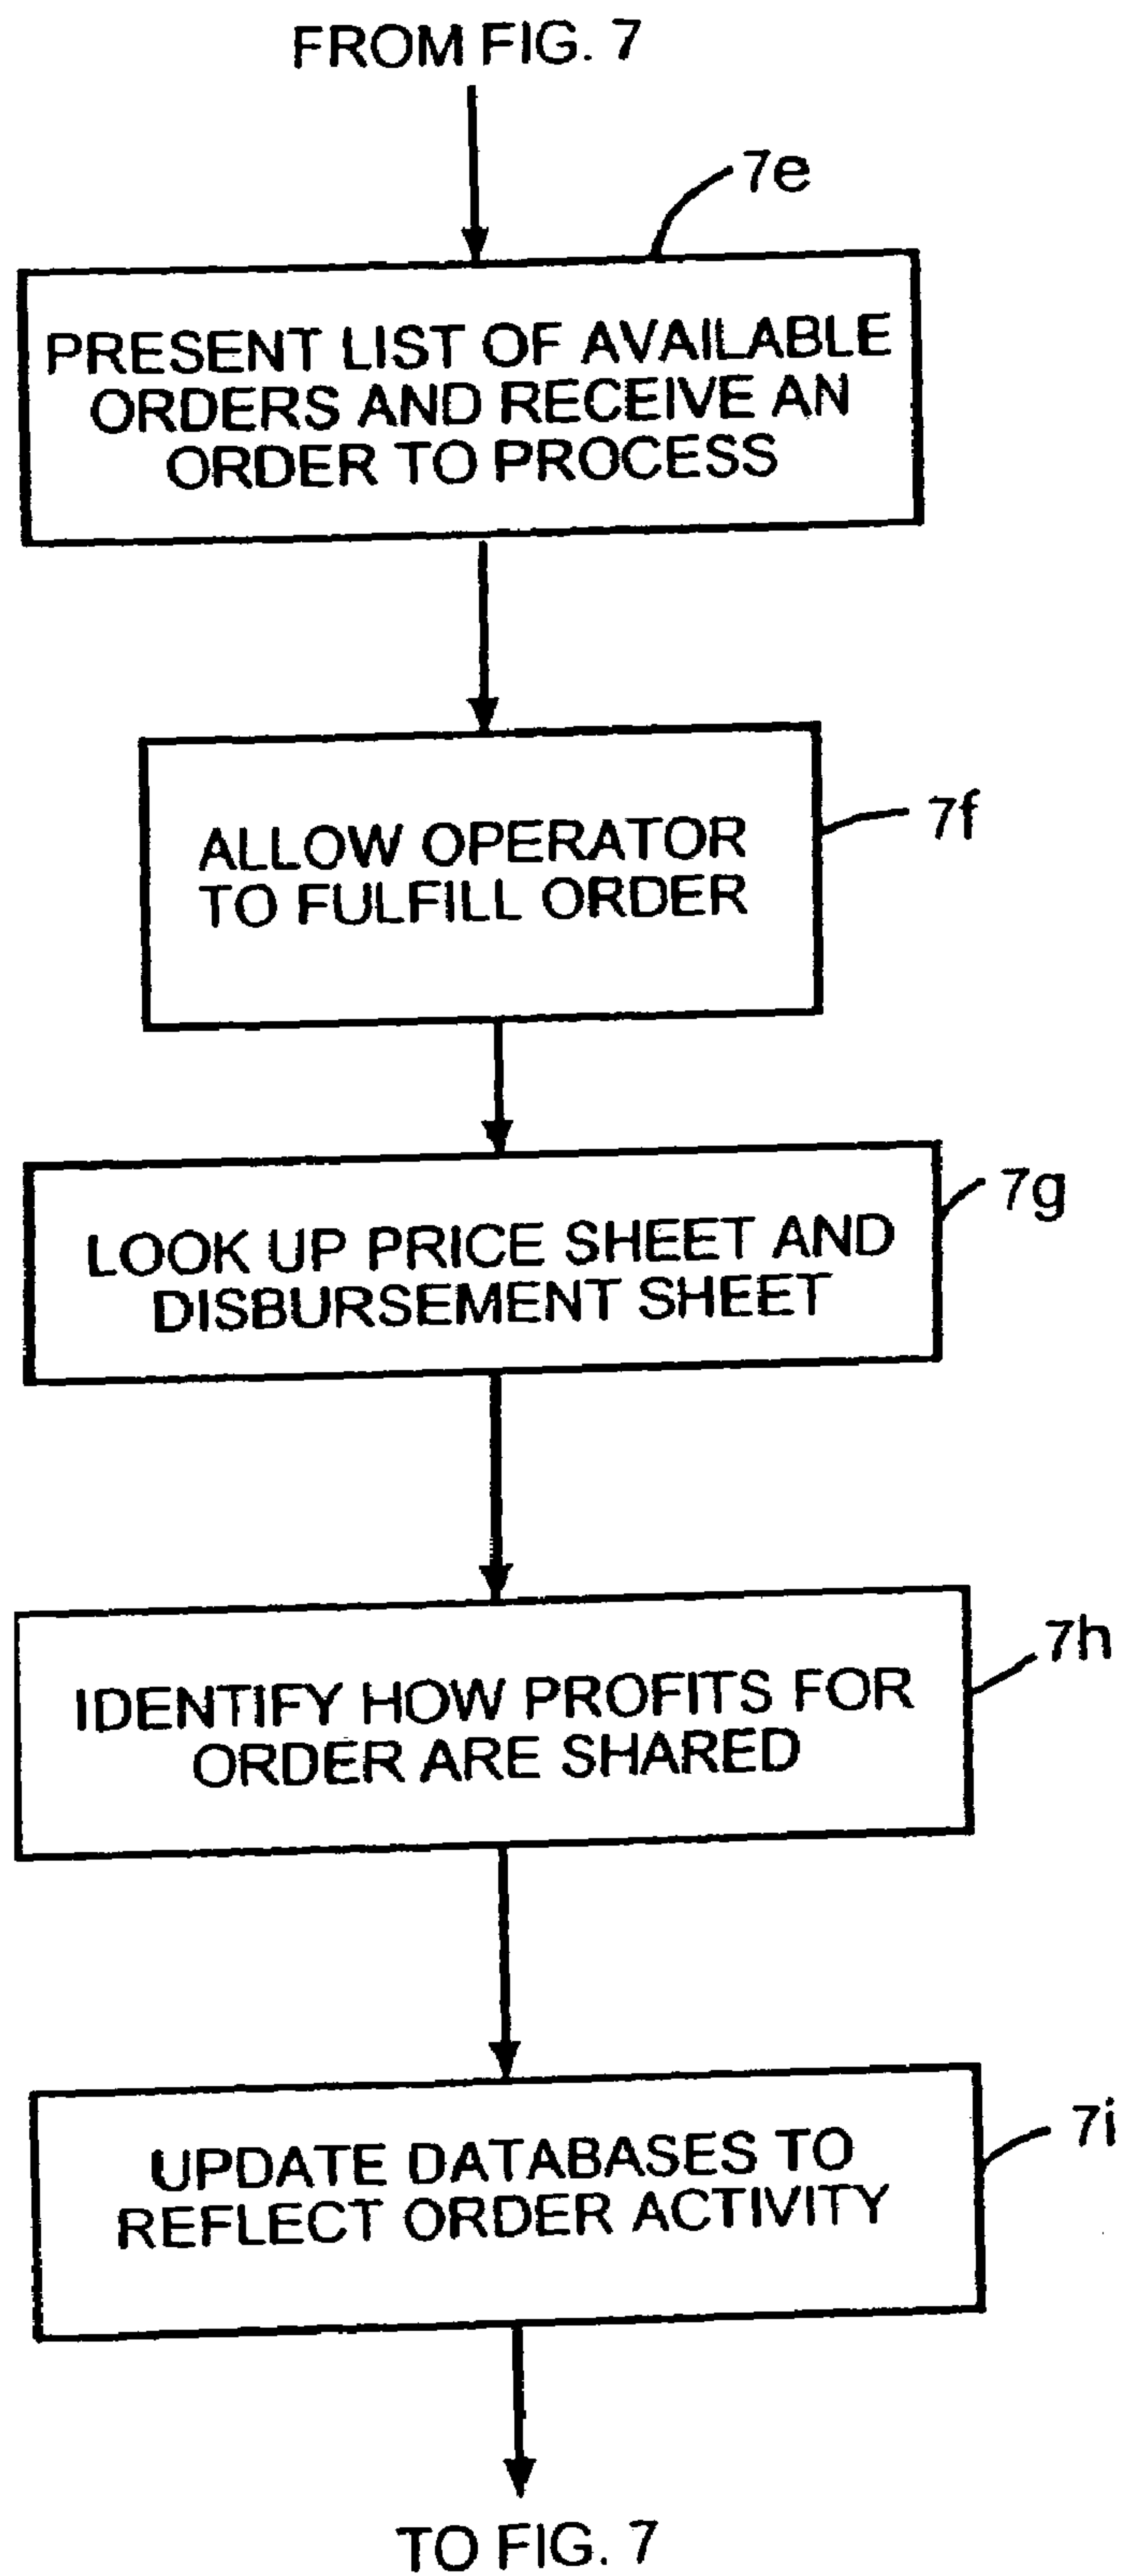 FROM FIG. 7
7e
PRESENT LIST OF AVAILABLE
ORDERS AND RECEIVE AN
ORDER TO PROCESS
7f
ALLOW OPERATOR
TO FULFILL ORDER
7g
LOOK UP PRICE SHEET AND
DISBURSEMENT SHEET
7h
IDENTIFY HOW PROFITS FOR
ORDER ARE SHARED
7i
UPDATE DATABASES TO
REFLECT ORDER ACTIVITY
TO FIG. 7